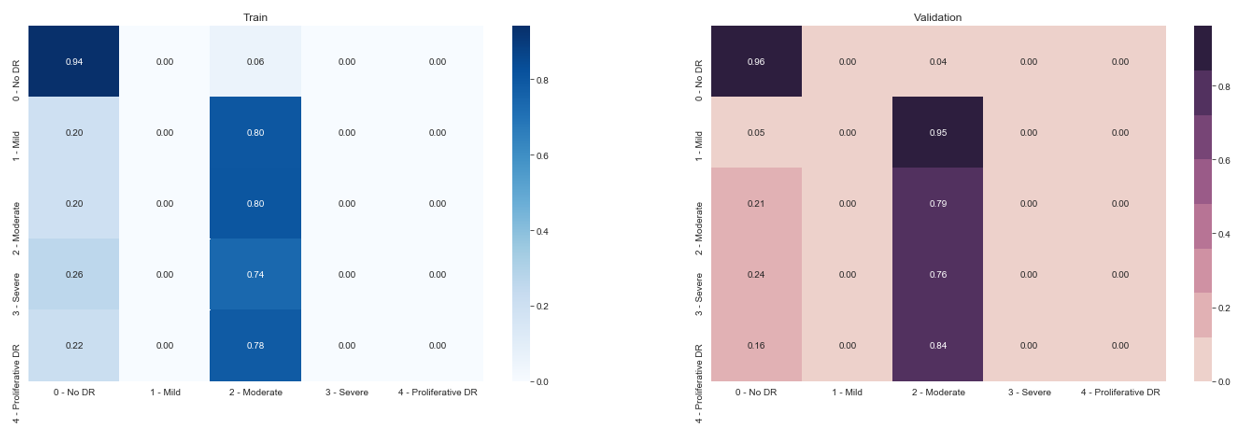 Train
0 - No DR
0.94 0.00 0.06 0.00 0.00
1 - Mild
0.20 0.00 0.80 0.00 0.00
2 - Moderate
0.20 0.00 0.80 0.00 0.00
3 - Severe
0.26 0.00 0.74 0.00 0.00
4 - Proliferative DR
0.22 0.00 0.78 0.00 0.00
0 - No DR 1 - Mild 2 - Moderate 3 - Severe 4 - Proliferative DR
0.8
0.6
0.4
0.2
0.0
Validation
0 - No DR
0.96 0.00 0.04 0.00 0.00
1 - Mild
0.05 0.00 0.95 0.00 0.00
2 - Moderate
0.21 0.00 0.79 0.00 0.00
3 - Severe
0.24 0.00 0.76 0.00 0.00
4 - Proliferative DR
0.16 0.00 0.84 0.00 0.00
0 - No DR 1 - Mild 2 - Moderate 3 - Severe 4 - Proliferative DR
0.8
0.6
0.4
0.2
0.0